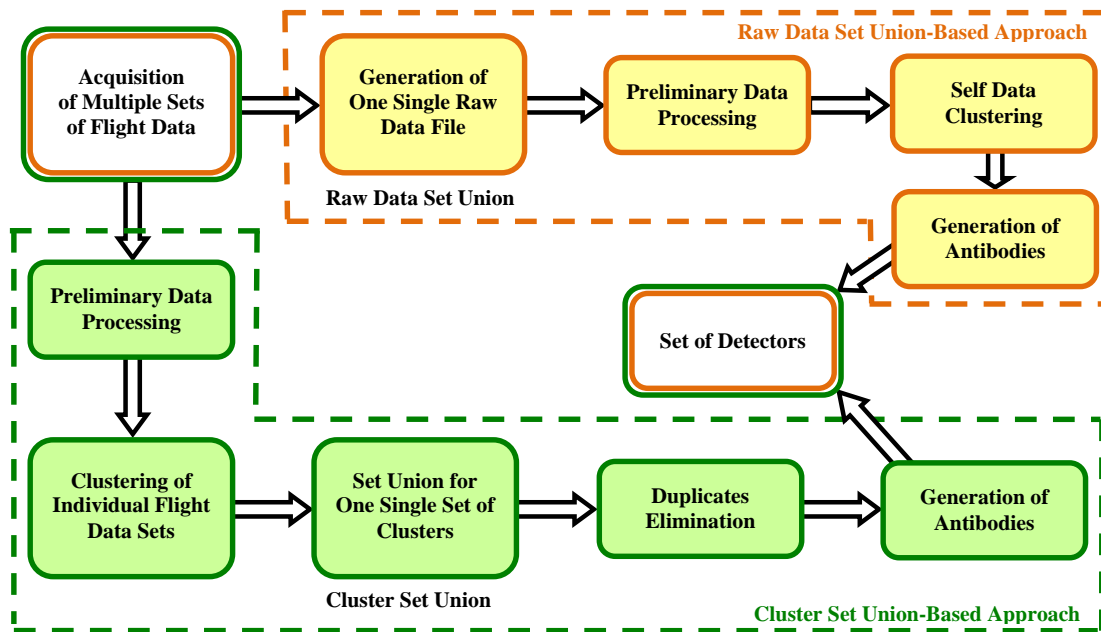 Raw Data Set Union-Based Approach
Acquisition
of Multiple Sets
of Flight Data
Generation of
One Single Raw
Data File
Preliminary Data
Processing
Self Data
Clustering
Raw Data Set Union
Generation of
Antibodies
Preliminary Data
Processing
Set of Detectors
Clustering of
Individual Flight
Data Sets
Set Union for
One Single Set of
Clusters
Duplicates
Elimination
Generation of
Antibodies
Cluster Set Union
Cluster Set Union-Based Approach